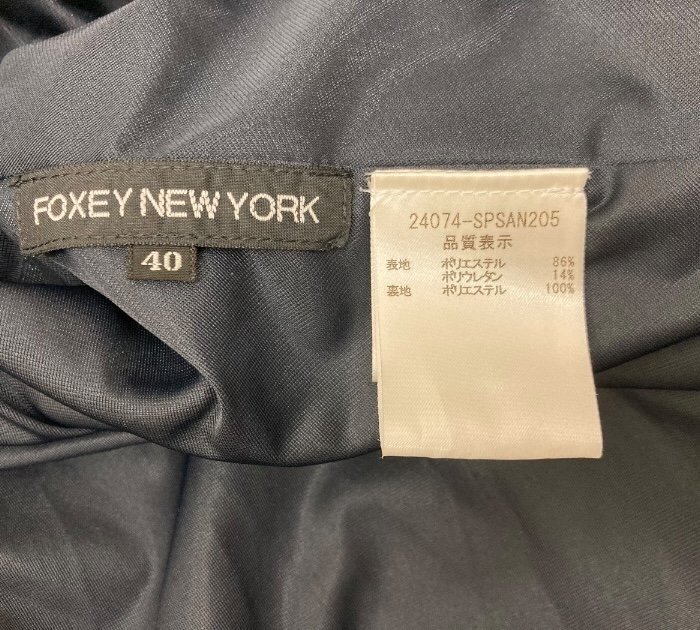 FOXEY NEW YORK
40
24074-SPSAN205
品質表示
表地 ポリエステル 86%
ポリウレタン 14%
裏地 ポリエステル 100%